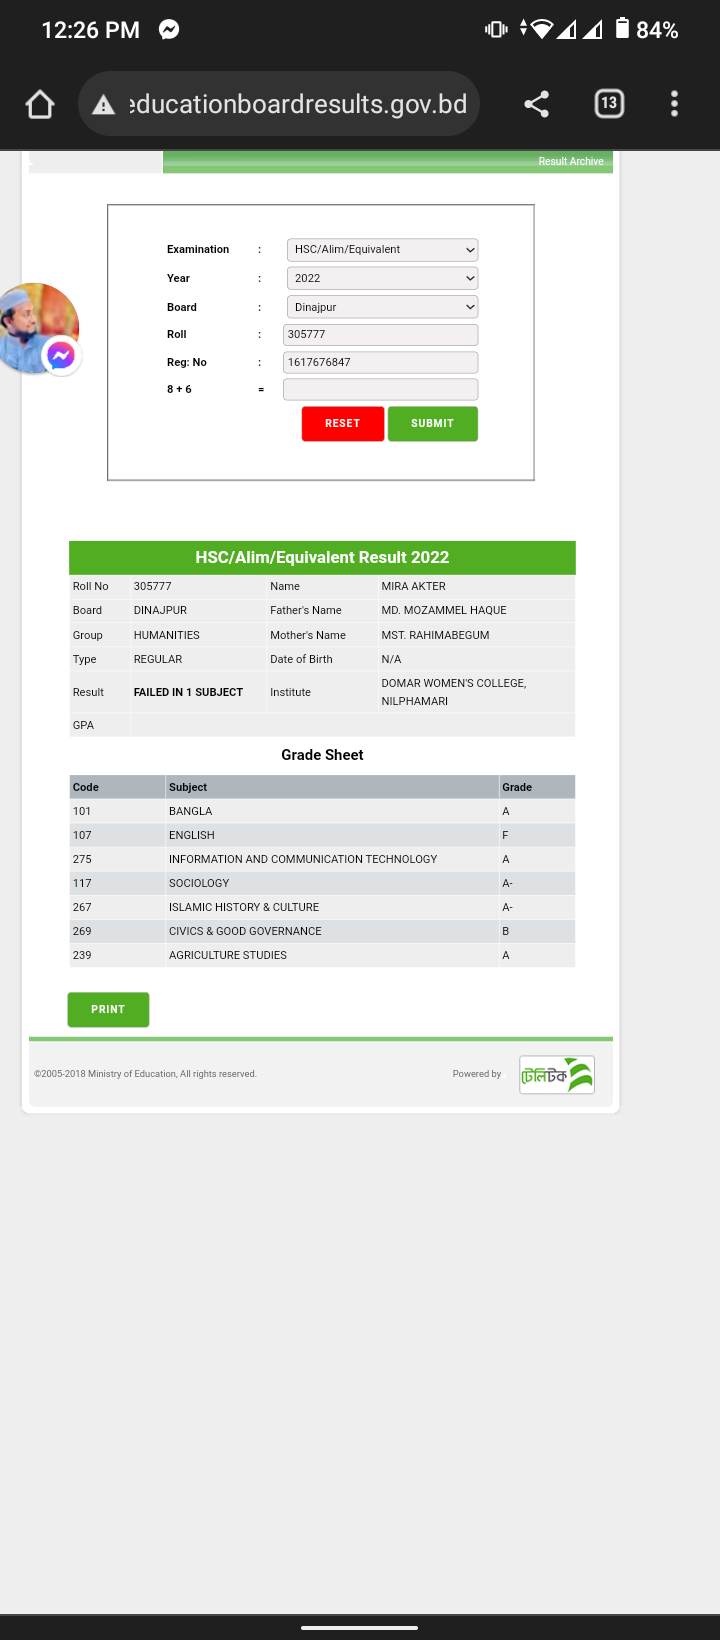 12:26 PM 84%
educationboardresults.gov.bd 13
Result Archive
Examination : HSC/Alim/Equivalent
Year : 2022
Board : Dinajpur
Roll : 305777
Reg: No : 1617676847
8 + 6 =
RESET SUBMIT
HSC/Alim/Equivalent Result 2022
Roll No 305777 Name MIRA AKTER
Board DINAJPUR Father's Name MD. MOZAMMEL HAQUE
Group HUMANITIES Mother's Name MST. RAHIMABEGUM
Type REGULAR Date of Birth N/A
Result FAILED IN 1 SUBJECT Institute DOMAR WOMEN'S COLLEGE,
NILPHAMARI
GPA
Grade Sheet
Code Subject Grade
101 BANGLA A
107 ENGLISH F
275 INFORMATION AND COMMUNICATION TECHNOLOGY A
117 SOCIOLOGY A-
267 ISLAMIC HISTORY & CULTURE A-
269 CIVICS & GOOD GOVERNANCE B
239 AGRICULTURE STUDIES A
PRINT
©2005-2018 Ministry of Education, All rights reserved. Powered by টেলিটক